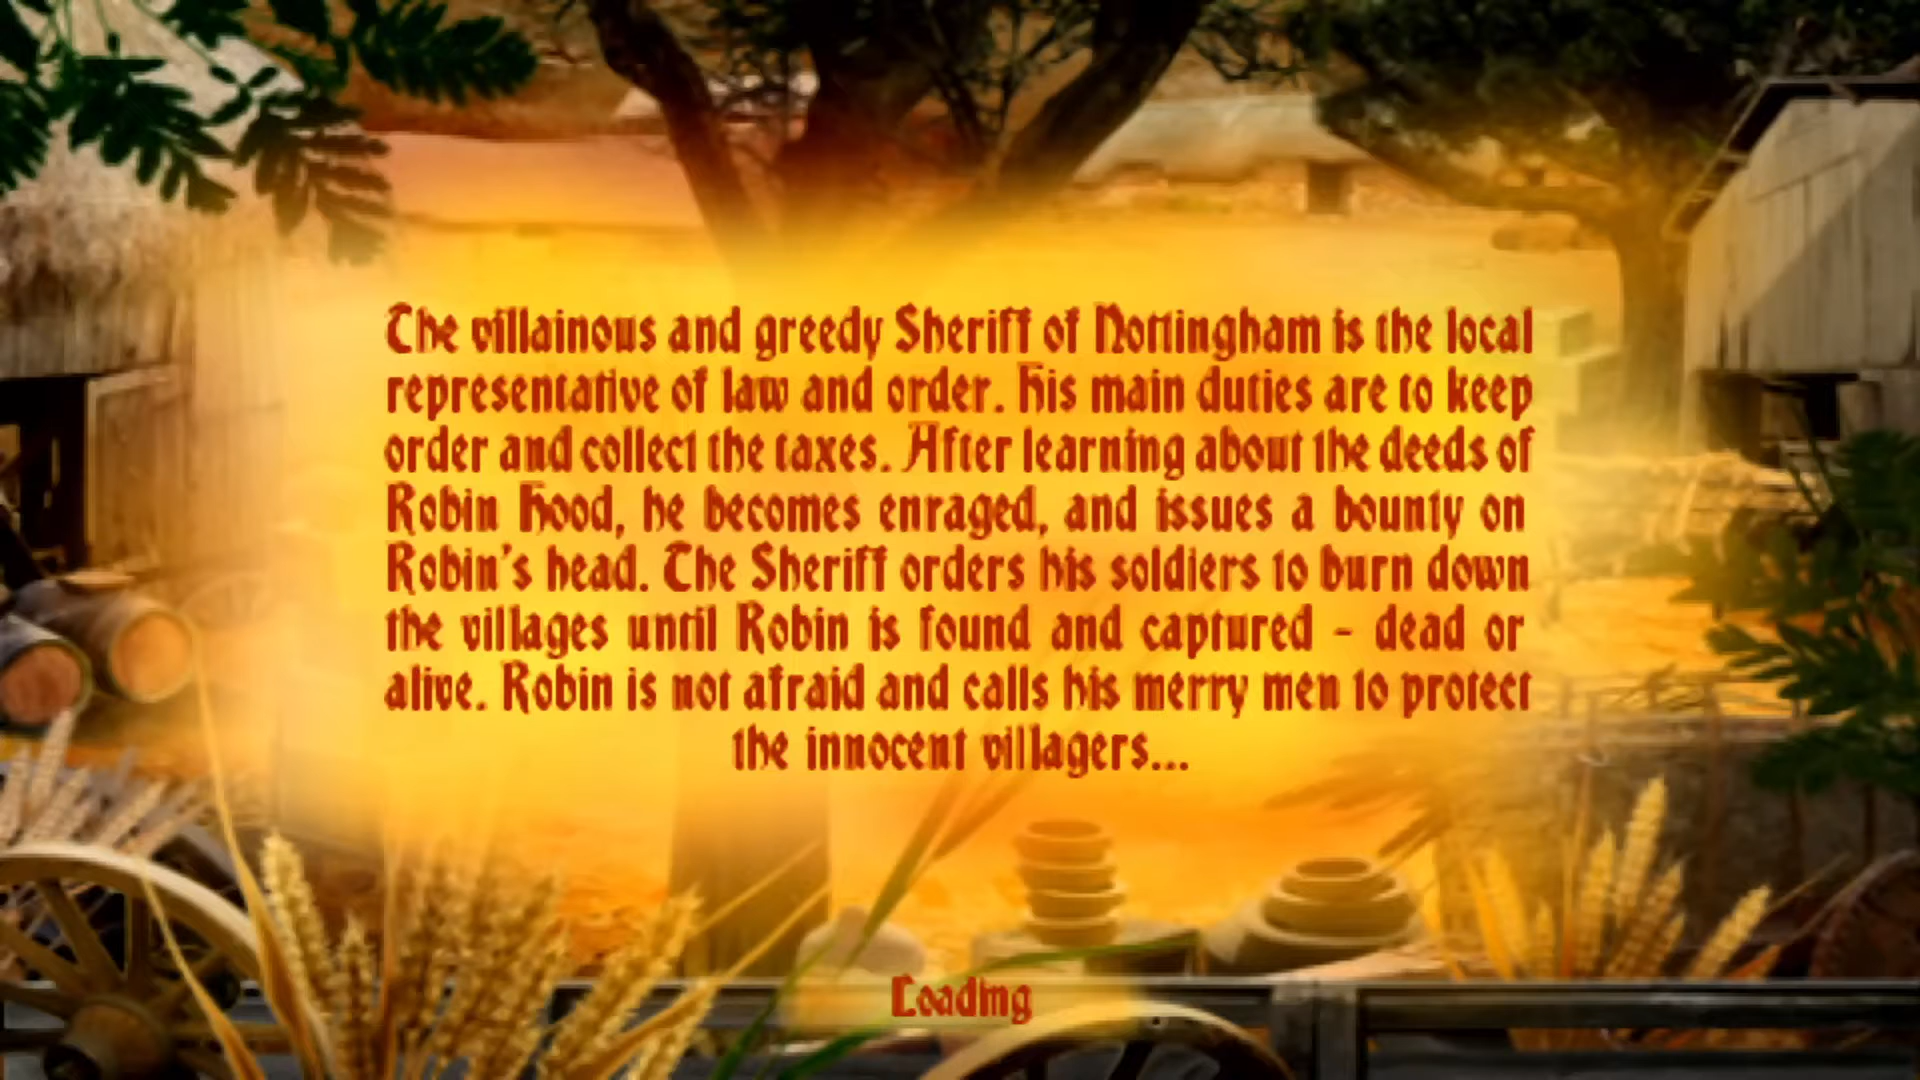 The villainous and greedy Sheriff of Nottingham is the local
representative of law and order. His main duties are to keep
order and collect the taxes. After learning about the deeds of
Robin Hood, he becomes enraged, and issues a bounty on
Robin's head. The Sheriff orders his soldiers to burn down
the villages until Robin is found and captured - dead or
alive. Robin is not afraid and calls his merry men to protect
the innocent villagers...
Loading